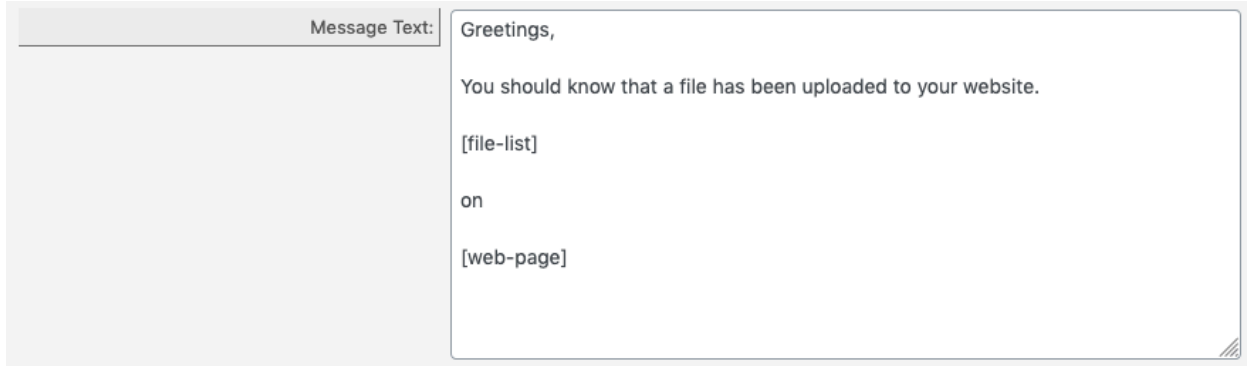 Message Text:
Greetings,
You should know that a file has been uploaded to your website.
[file-list]
on
[web-page]